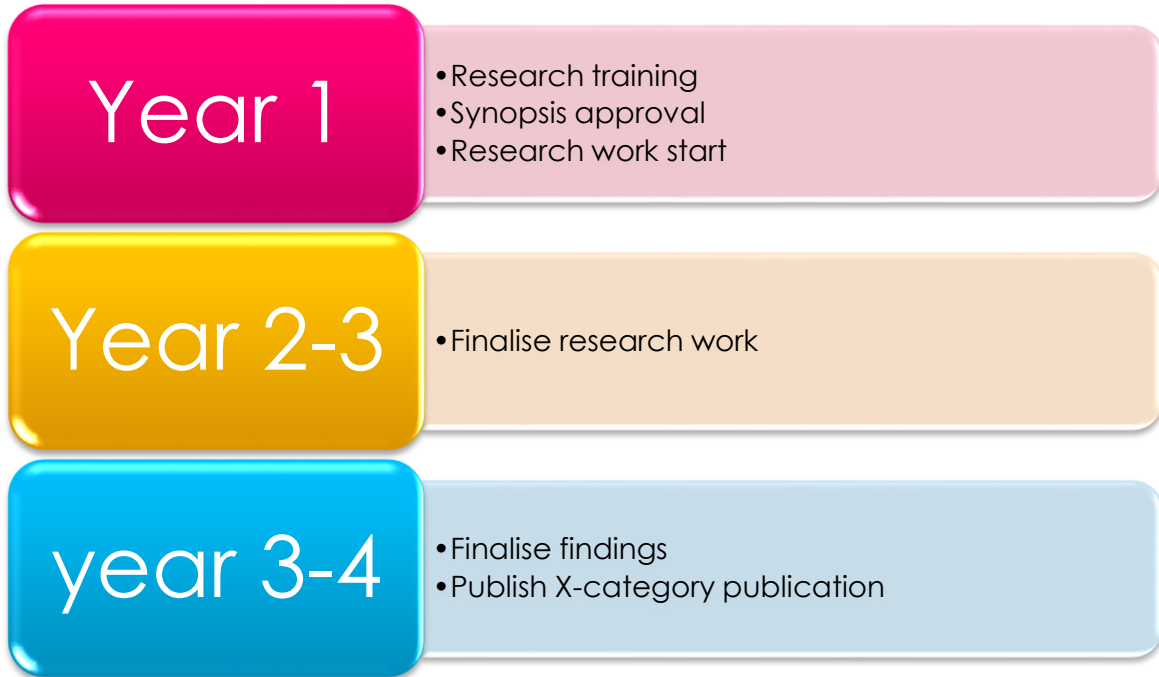 Year 1
•Research training
•Synopsis approval
•Research work start
Year 2-3
•Finalise research work
year 3-4
•Finalise findings
•Publish X-category publication